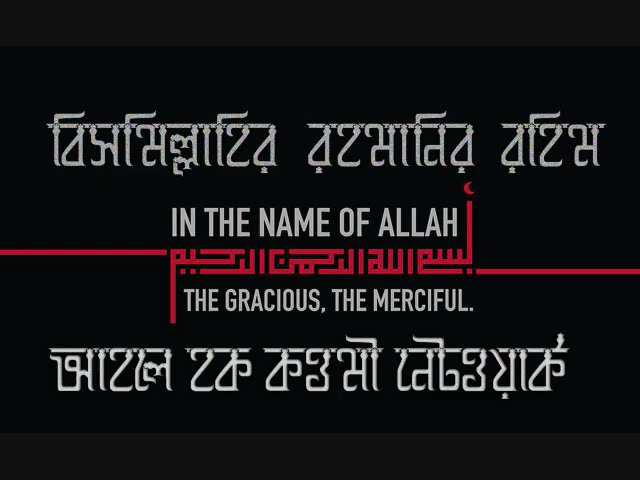 বিসমিল্লাহির রহমানির রহিম
IN THE NAME OF ALLAH
بسم الله الرحمن الرحيم
THE GRACIOUS, THE MERCIFUL.
আহলে হক কওমী নেটওয়ার্ক